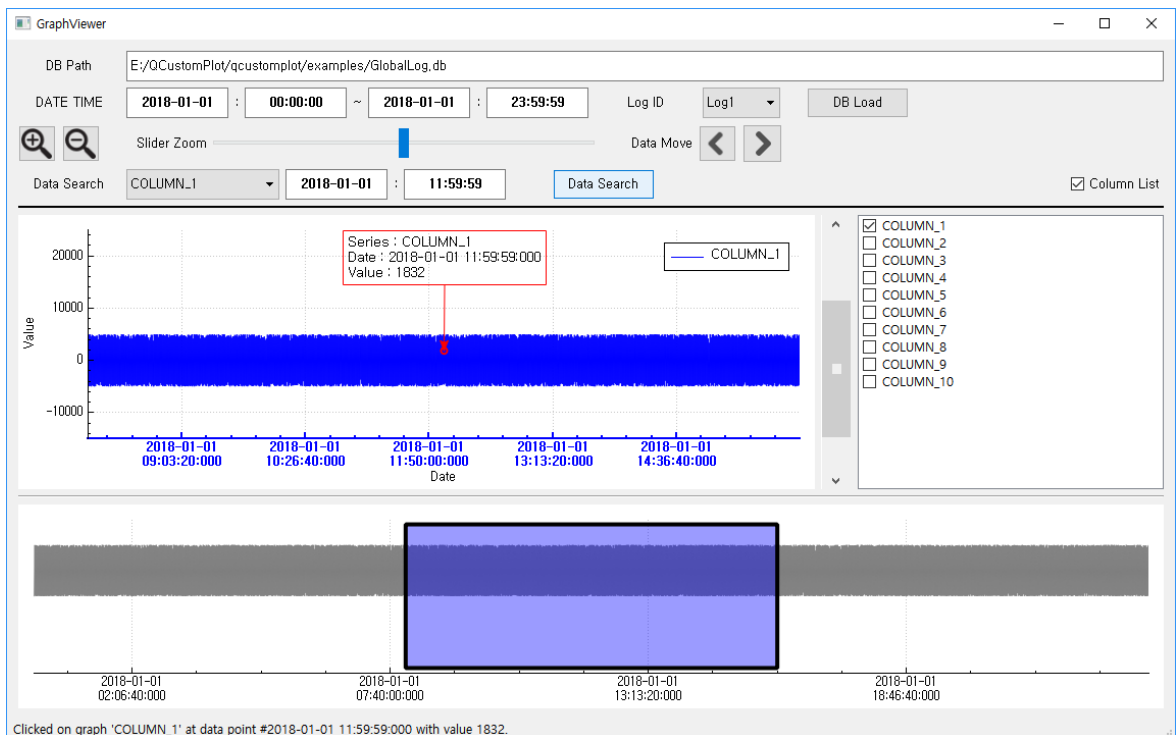 GraphViewer
DB Path E:/QCustomPlot/qcustomplot/examples/GlobalLog.db
DATE TIME 2018-01-01 : 00:00:00 ~ 2018-01-01 : 23:59:59 Log ID Log1 DB Load
Slider Zoom Data Move
Data Search COLUMN_1 2018-01-01 : 11:59:59 Data Search Column List
Series : COLUMN_1
Date : 2018-01-01 11:59:59:000
Value : 1832
COLUMN_1
20000
10000
0
-10000
Value
2018-01-01 2018-01-01 2018-01-01 2018-01-01 2018-01-01
09:03:20:000 10:26:40:000 11:50:00:000 13:13:20:000 14:36:40:000
Date
COLUMN_1
COLUMN_2
COLUMN_3
COLUMN_4
COLUMN_5
COLUMN_6
COLUMN_7
COLUMN_8
COLUMN_9
COLUMN_10
2018-01-01 2018-01-01 2018-01-01 2018-01-01
02:06:40:000 07:40:00:000 13:13:20:000 18:46:40:000
Clicked on graph 'COLUMN_1' at data point #2018-01-01 11:59:59:000 with value 1832.